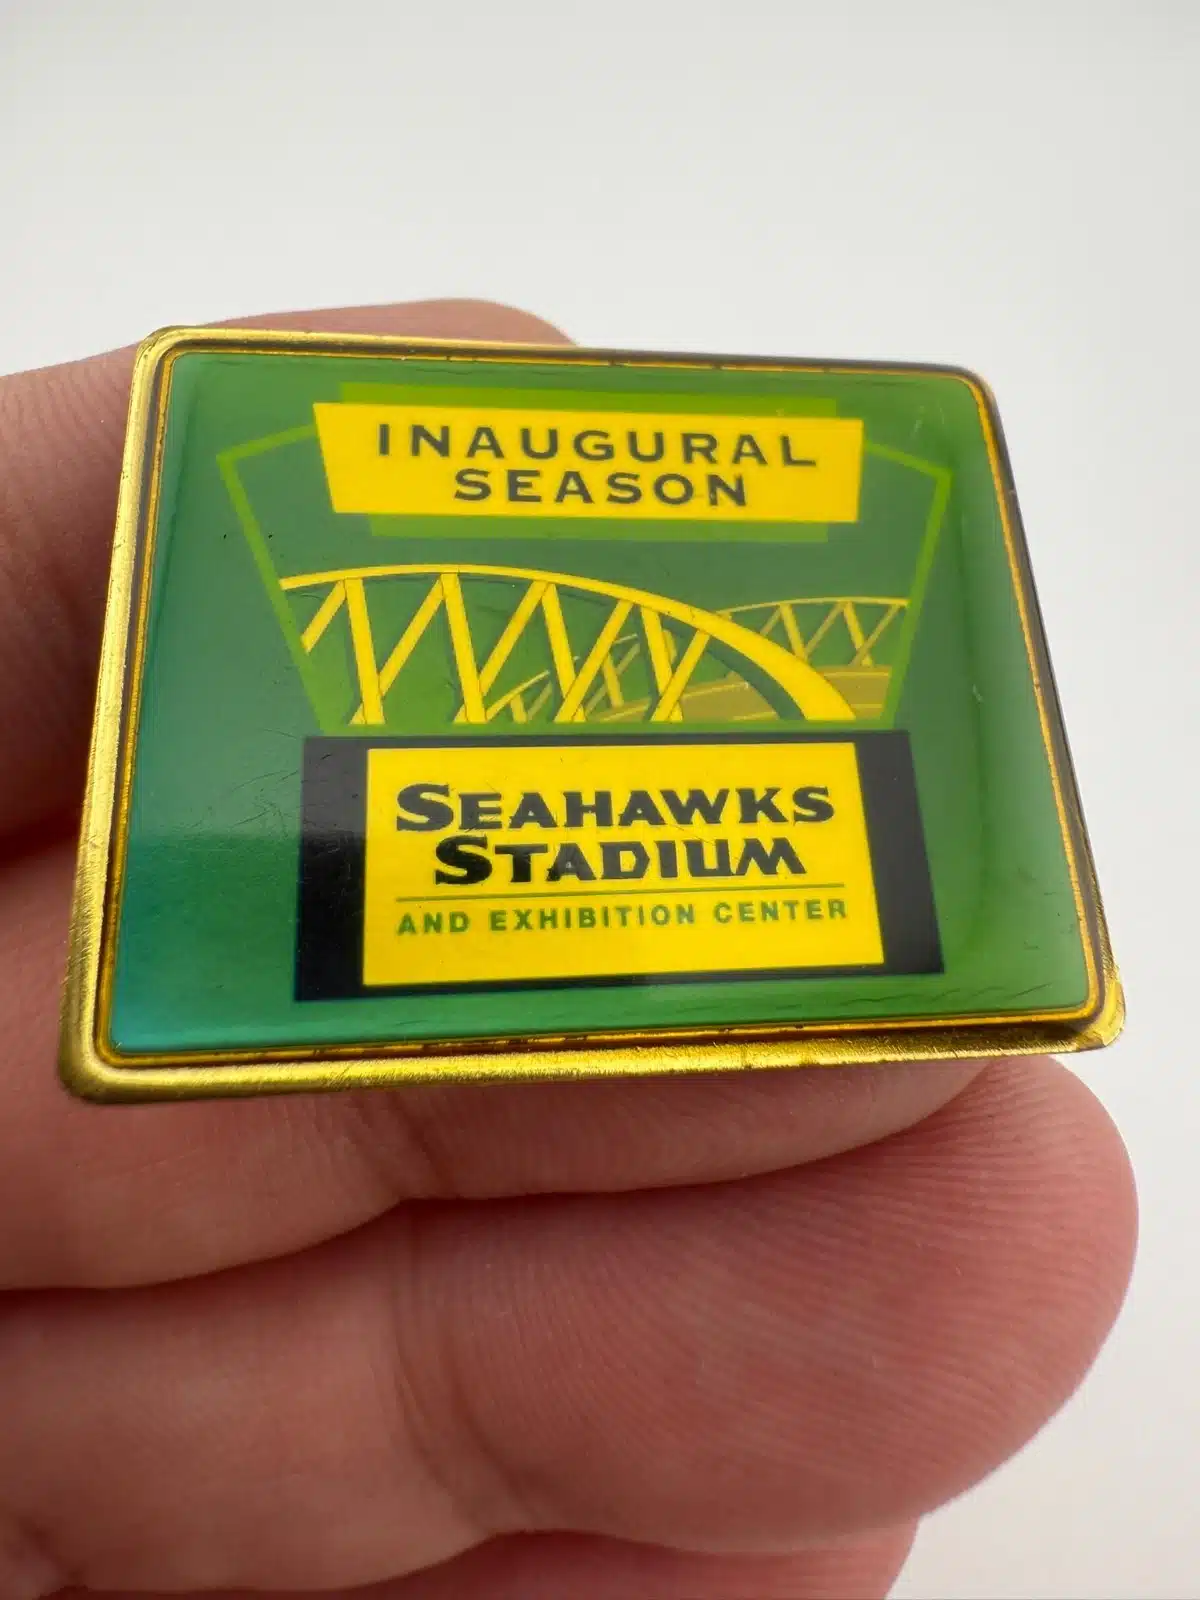 INAUGURAL
SEASON
SEAHAWKS
STADIUM
AND EXHIBITION CENTER